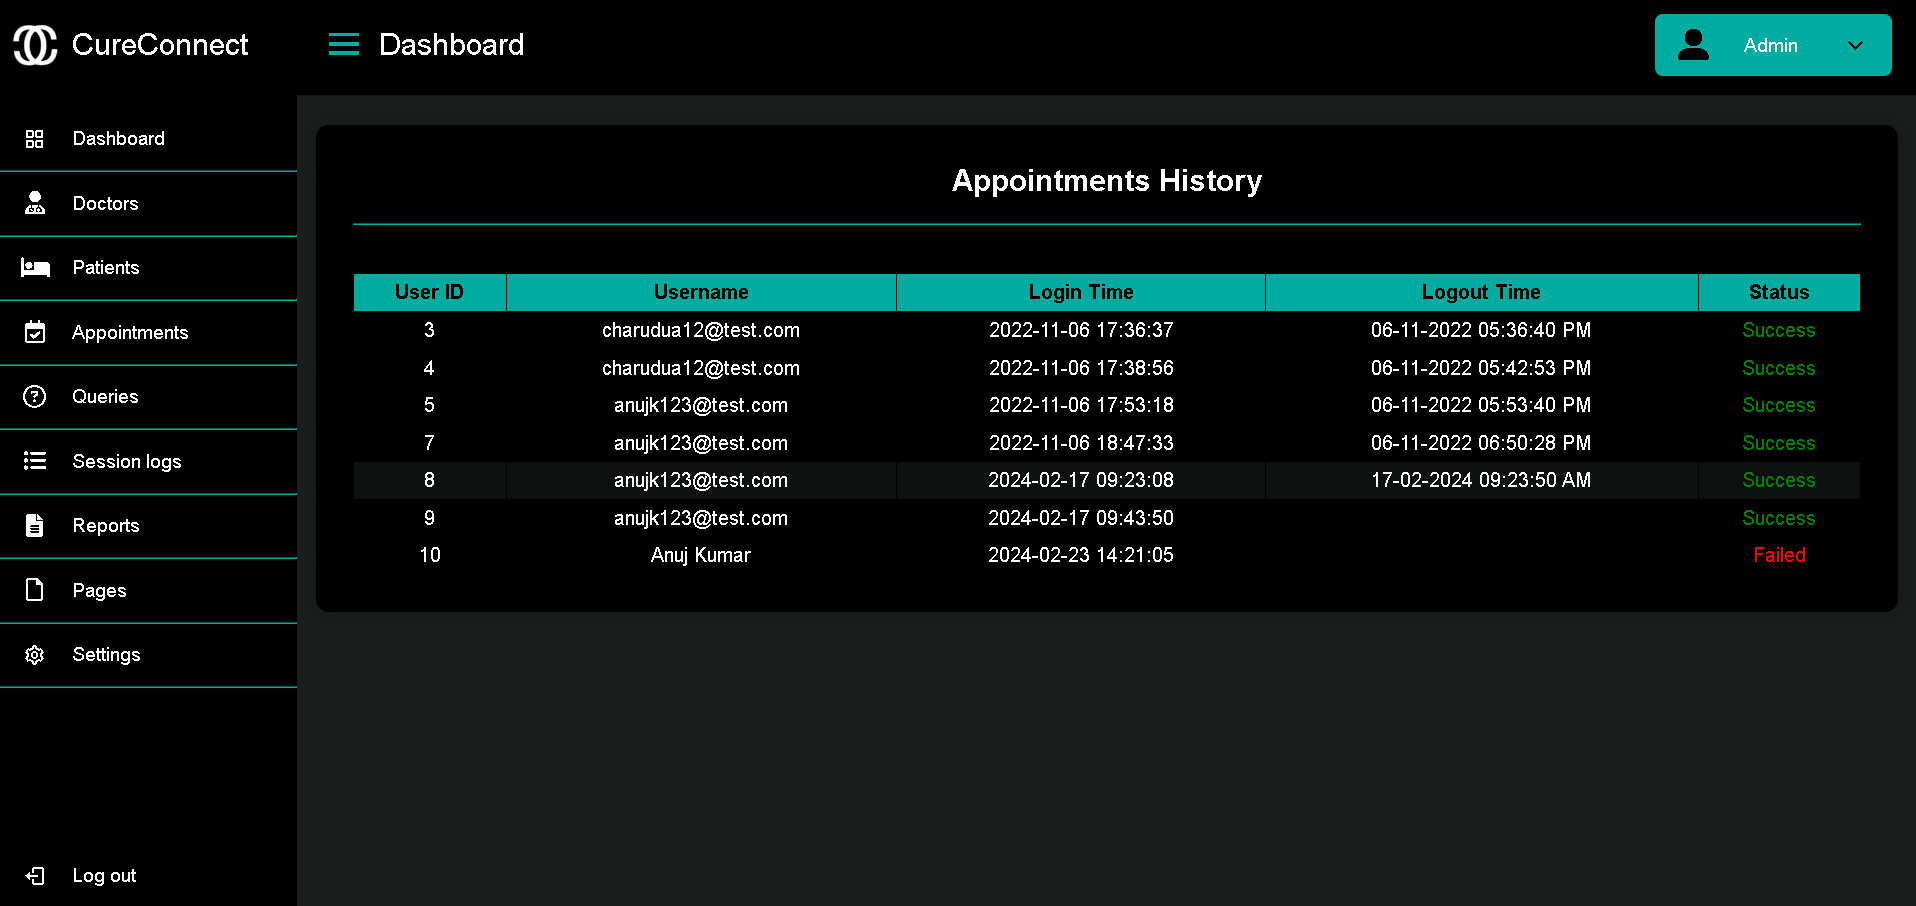 CureConnect
Dashboard
Admin
Dashboard
Doctors
Patients
Appointments
Queries
Session logs
Reports
Pages
Settings
Log out
Appointments History
User ID Username Login Time Logout Time Status
3 charudua12@test.com 2022-11-06 17:36:37 06-11-2022 05:36:40 PM Success
4 charudua12@test.com 2022-11-06 17:38:56 06-11-2022 05:42:53 PM Success
5 anujk123@test.com 2022-11-06 17:53:18 06-11-2022 05:53:40 PM Success
7 anujk123@test.com 2022-11-06 18:47:33 06-11-2022 06:50:28 PM Success
8 anujk123@test.com 2024-02-17 09:23:08 17-02-2024 09:23:50 AM Success
9 anujk123@test.com 2024-02-17 09:43:50 Success
10 Anuj Kumar 2024-02-23 14:21:05 Failed